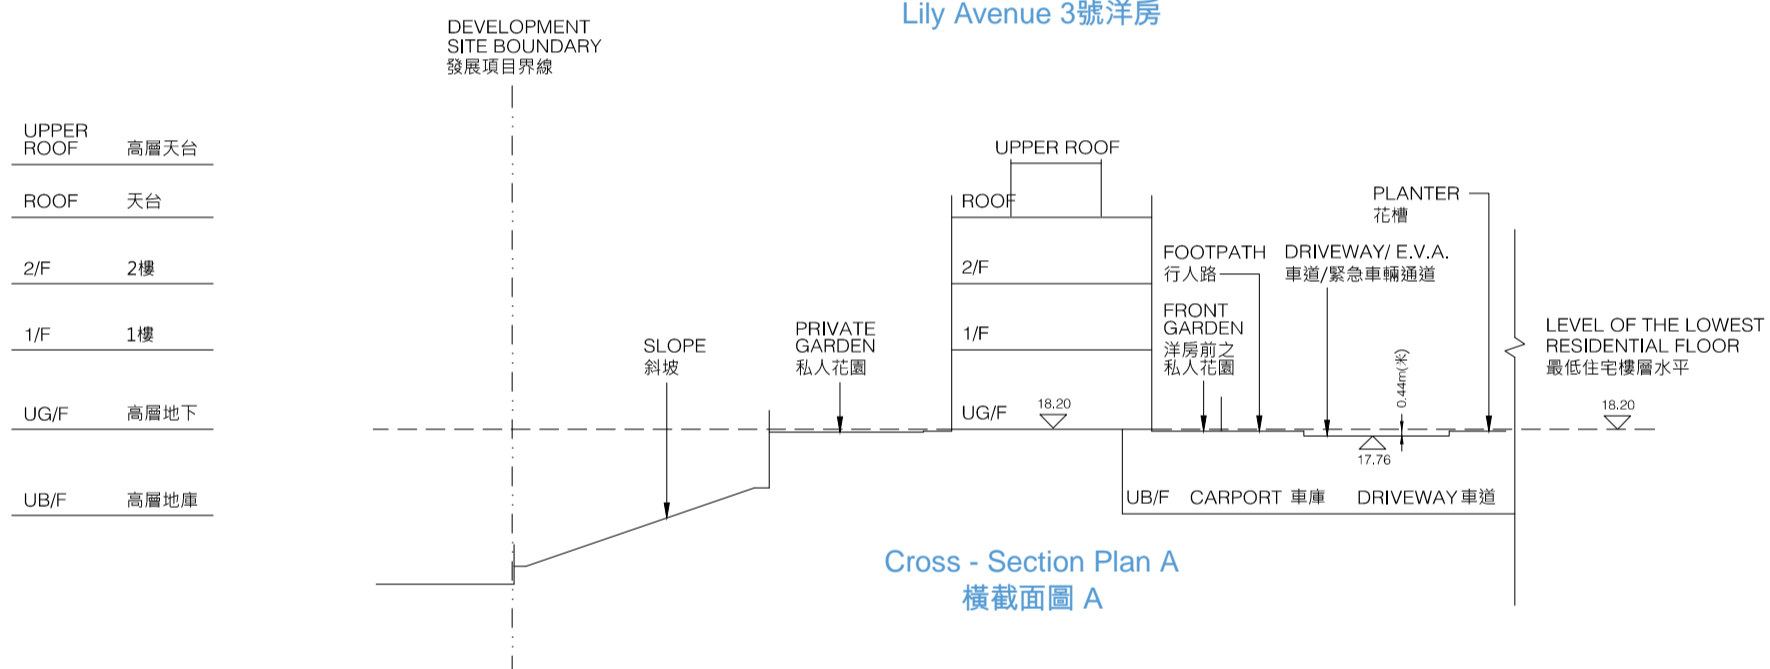 Lily Avenue 3號洋房
DEVELOPMENT
SITE BOUNDARY
發展項目界線
UPPER
ROOF 高層天台
ROOF 天台
2/F 2樓
1/F 1樓
UG/F 高層地下
UB/F 高層地庫
SLOPE
斜坡
PRIVATE
GARDEN
私人花園
UPPER ROOF
ROOF
2/F
1/F
UG/F
18.20
FOOTPATH
行人路
FRONT
GARDEN
洋房前之
私人花園
DRIVEWAY/ E.V.A.
車道/緊急車輛通道
PLANTER
花槽
0.44m(米)
17.76
UB/F CARPORT 車庫 DRIVEWAY 車道
LEVEL OF THE LOWEST
RESIDENTIAL FLOOR
最低住宅樓層水平
18.20
Cross - Section Plan A
橫截面圖 A